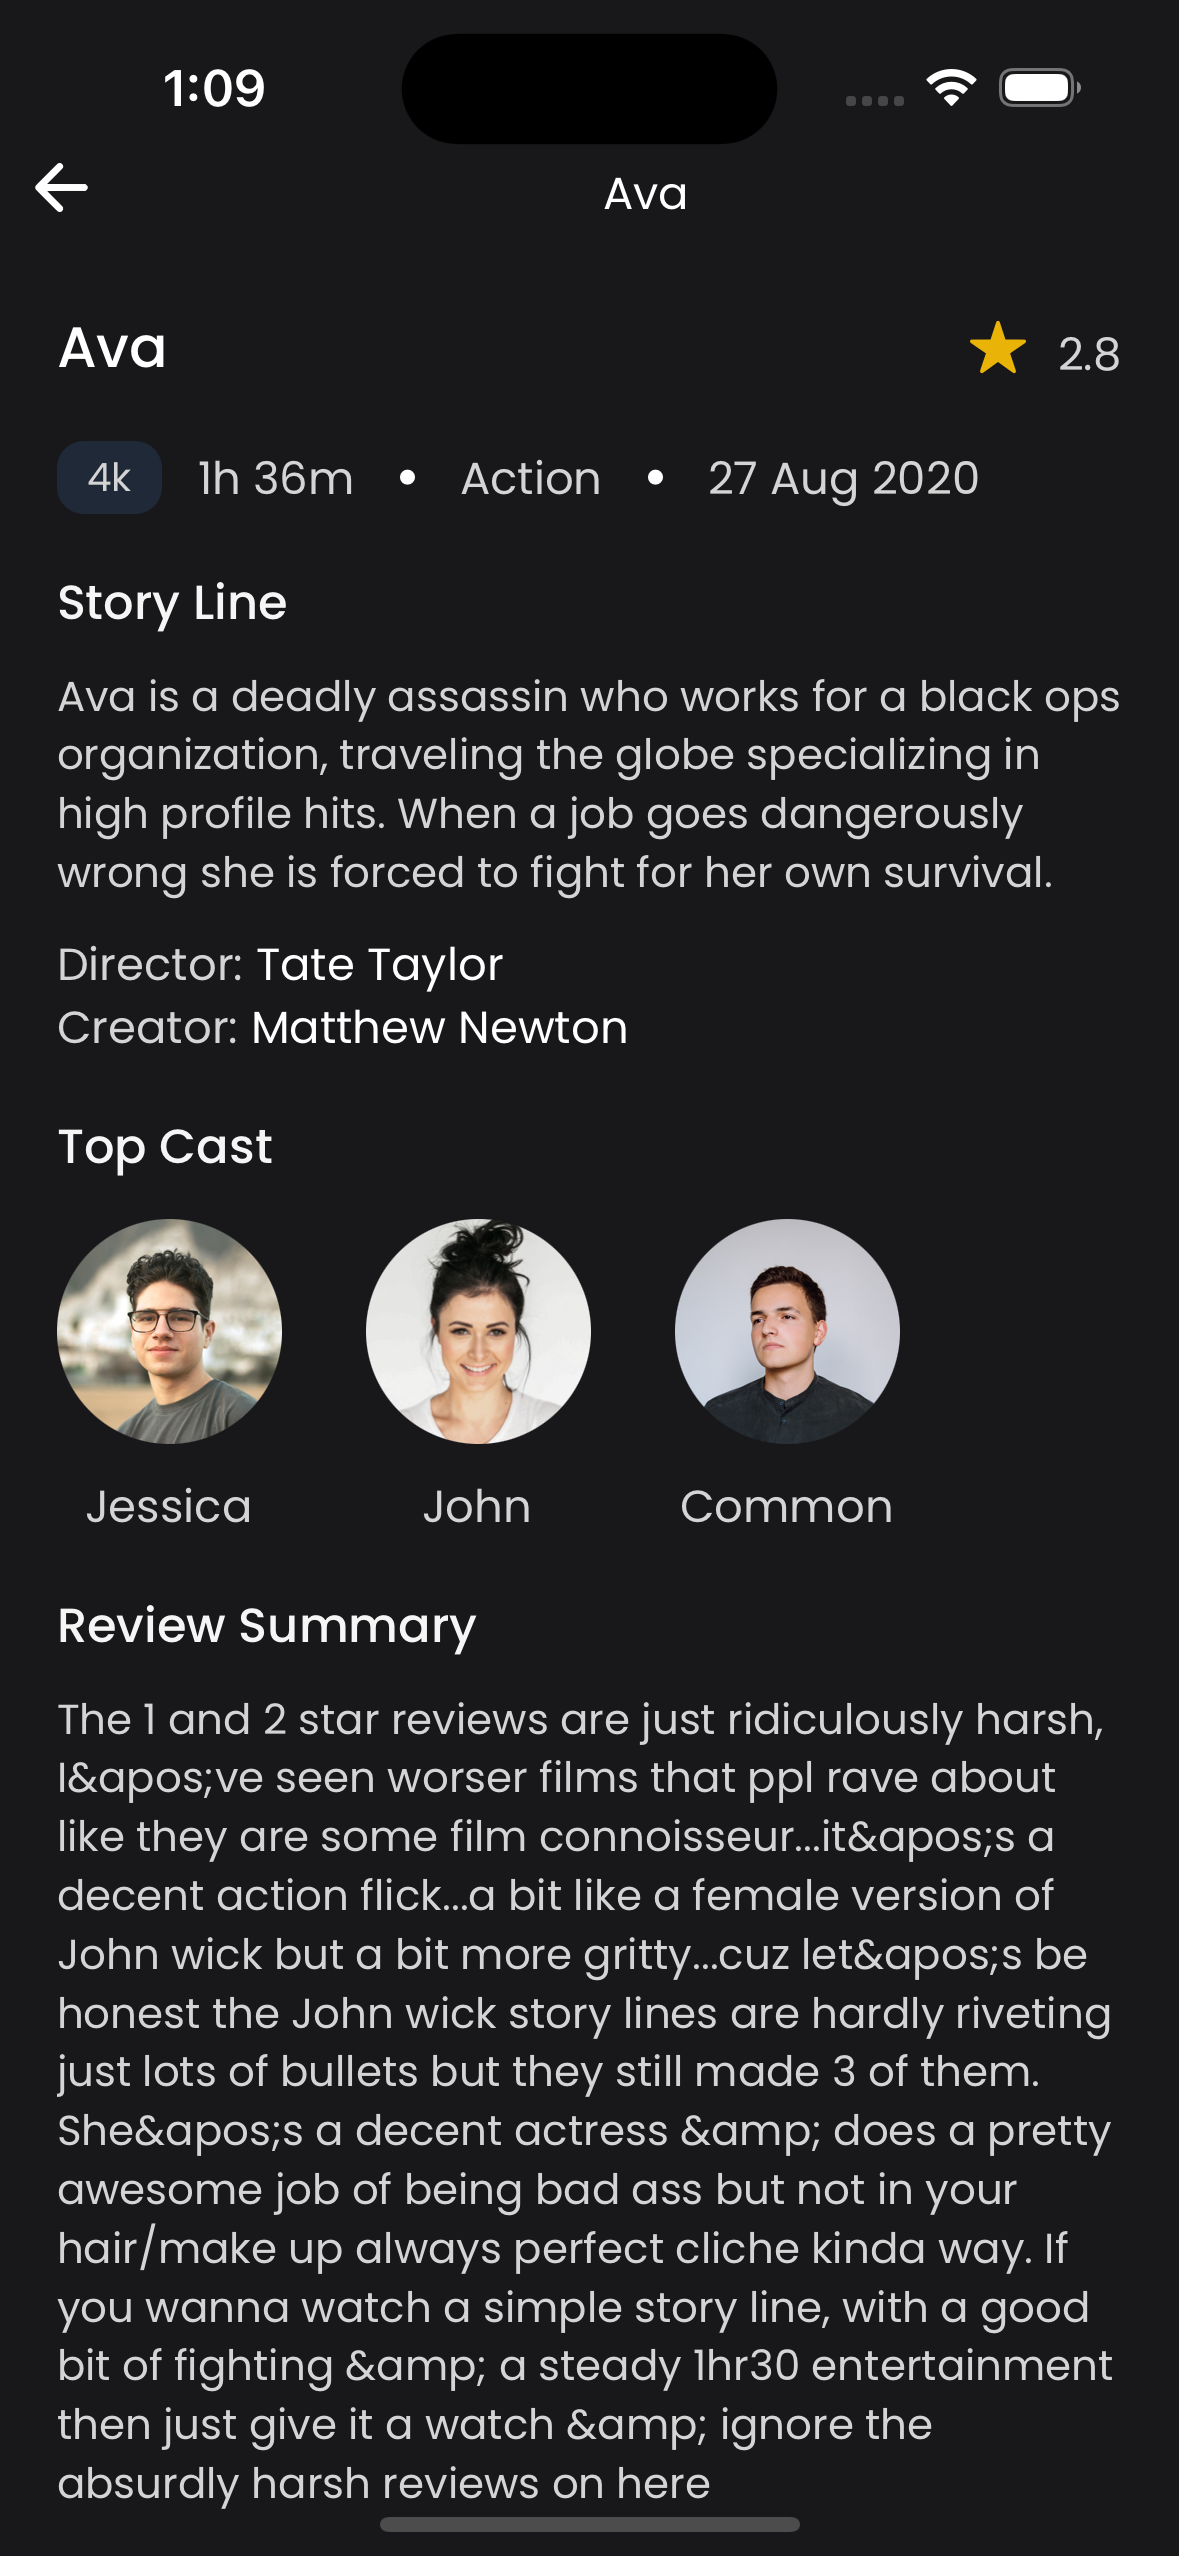 1:09
Ava
Ava
2.8
4k 1h 36m • Action • 27 Aug 2020
Story Line
Ava is a deadly assassin who works for a black ops
organization, traveling the globe specializing in
high profile hits. When a job goes dangerously
wrong she is forced to fight for her own survival.
Director: Tate Taylor
Creator: Matthew Newton
Top Cast
Jessica John Common
Review Summary
The 1 and 2 star reviews are just ridiculously harsh,
I&apos;ve seen worser films that ppl rave about
like they are some film connoisseur...it&apos;s a
decent action flick...a bit like a female version of
John wick but a bit more gritty...cuz let&apos;s be
honest the John wick story lines are hardly riveting
just lots of bullets but they still made 3 of them.
She&apos;s a decent actress &amp; does a pretty
awesome job of being bad ass but not in your
hair/make up always perfect cliche kinda way. If
you wanna watch a simple story line, with a good
bit of fighting &amp; a steady 1hr30 entertainment
then just give it a watch &amp; ignore the
absurdly harsh reviews on here